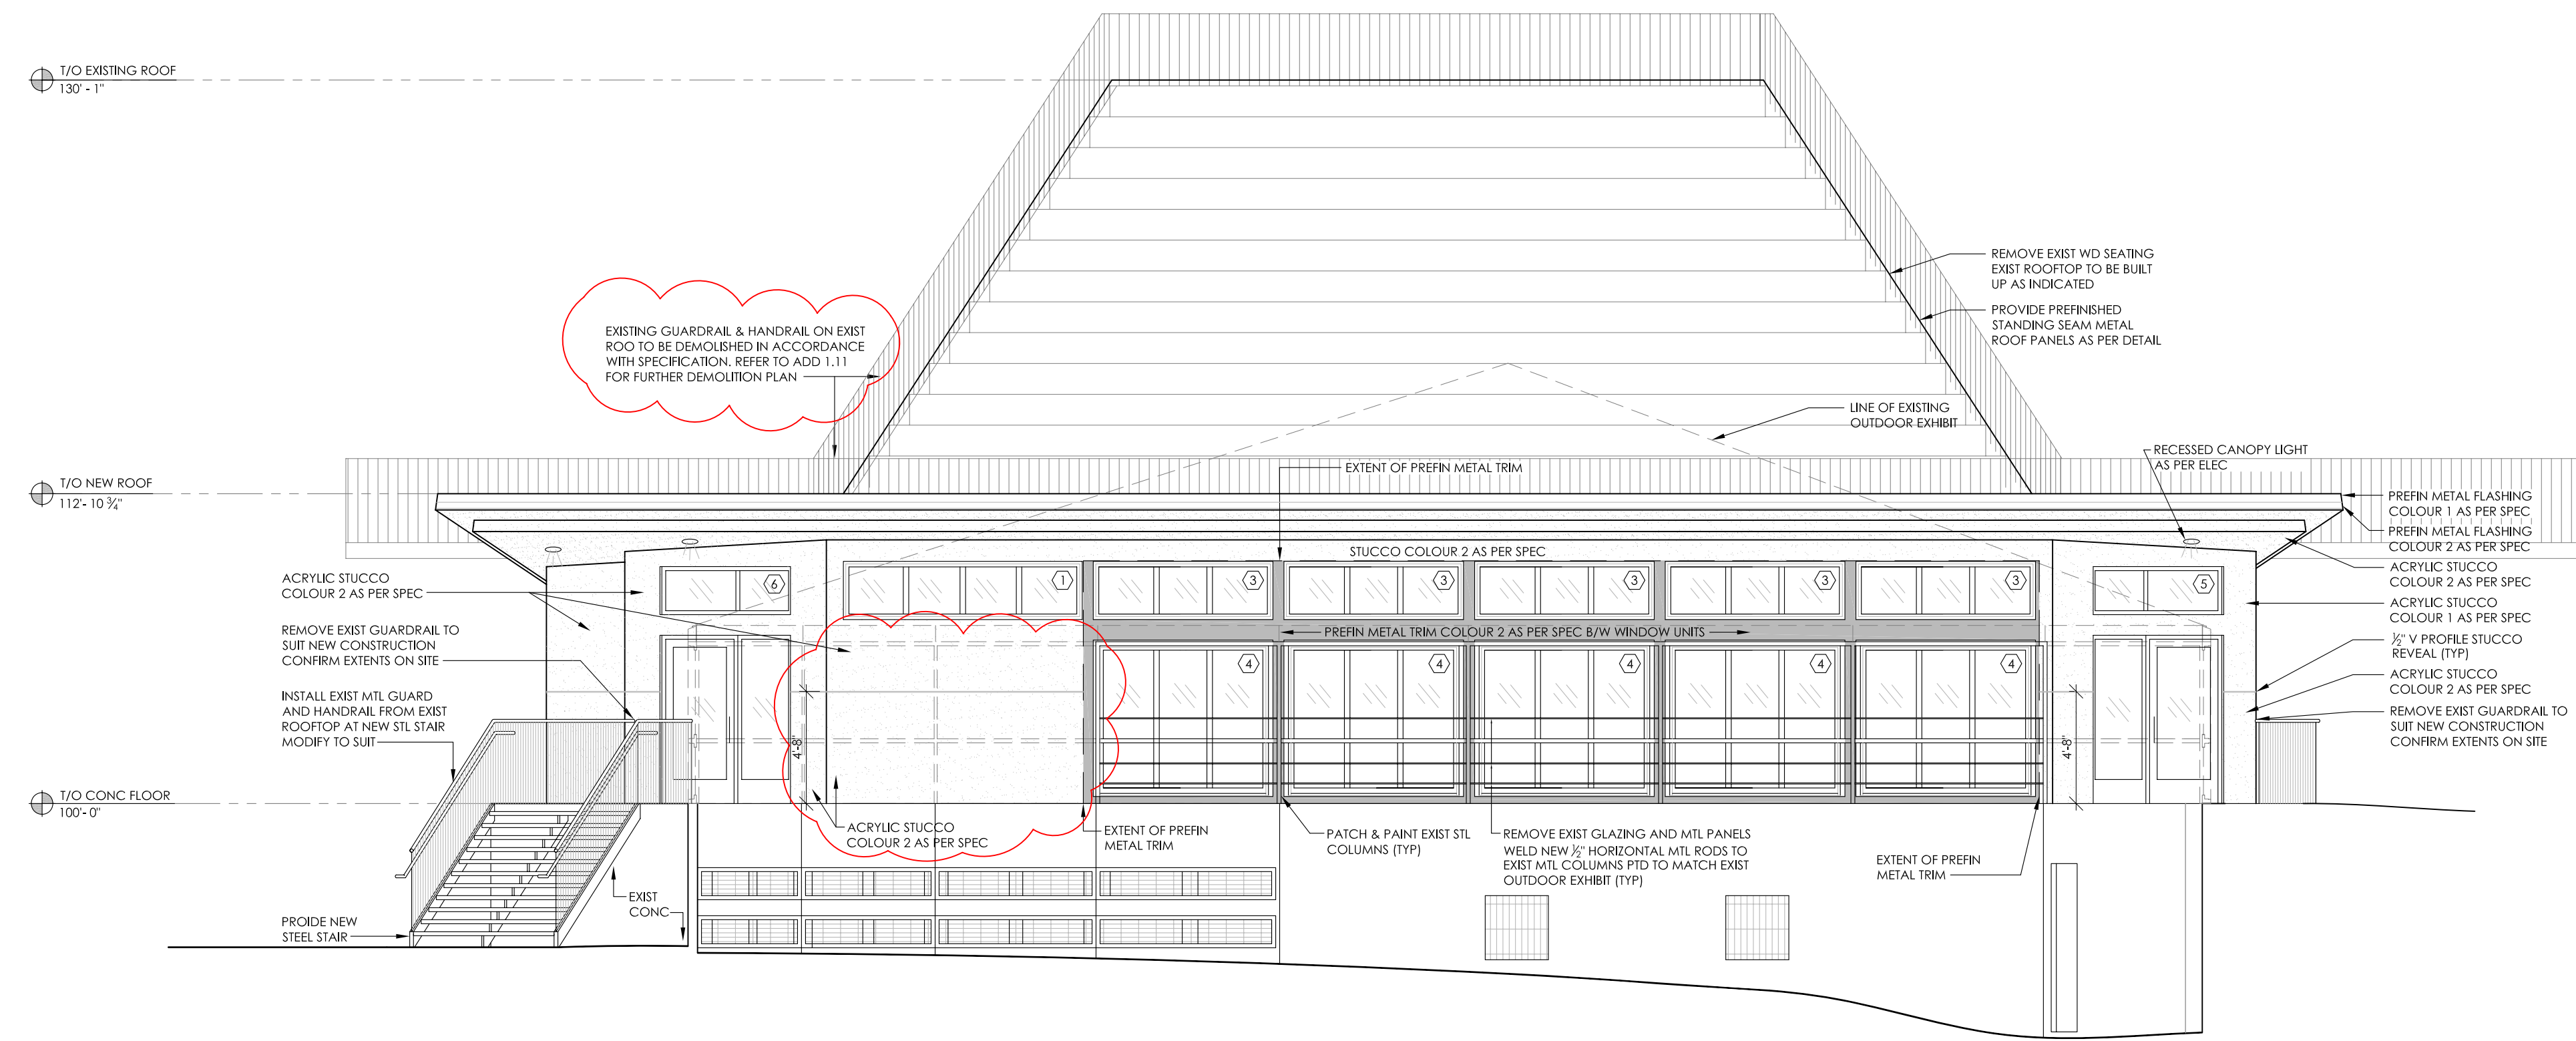 T/O EXISTING ROOF
130' - 1"
REMOVE EXIST WD SEATING
EXIST ROOFTOP TO BE BUILT
UP AS INDICATED
PROVIDE PREFINISHED
STANDING SEAM METAL
ROOF PANELS AS PER DETAIL
EXISTING GUARDRAIL & HANDRAIL ON EXIST
ROO TO BE DEMOLISHED IN ACCORDANCE
WITH SPECIFICATION. REFER TO ADD 1.11
FOR FURTHER DEMOLITION PLAN
LINE OF EXISTING
OUTDOOR EXHIBIT
RECESSED CANOPY LIGHT
AS PER ELEC
EXTENT OF PREFIN METAL TRIM
T/O NEW ROOF
112'- 10 ¾"
PREFIN METAL FLASHING
COLOUR 1 AS PER SPEC
PREFIN METAL FLASHING
COLOUR 2 AS PER SPEC
STUCCO COLOUR 2 AS PER SPEC
ACRYLIC STUCCO
COLOUR 2 AS PER SPEC
ACRYLIC STUCCO
COLOUR 2 AS PER SPEC
6
1
3
3
3
3
3
5
ACRYLIC STUCCO
COLOUR 1 AS PER SPEC
REMOVE EXIST GUARDRAIL TO
SUIT NEW CONSTRUCTION
CONFIRM EXTENTS ON SITE
PREFIN METAL TRIM COLOUR 2 AS PER SPEC B/W WINDOW UNITS
½" V PROFILE STUCCO
REVEAL (TYP)
4
4
4
4
4
ACRYLIC STUCCO
COLOUR 2 AS PER SPEC
INSTALL EXIST MTL GUARD
AND HANDRAIL FROM EXIST
ROOFTOP AT NEW STL STAIR
MODIFY TO SUIT
REMOVE EXIST GUARDRAIL TO
SUIT NEW CONSTRUCTION
CONFIRM EXTENTS ON SITE
4'-8"
4'-8"
T/O CONC FLOOR
100'- 0"
ACRYLIC STUCCO
COLOUR 2 AS PER SPEC
EXTENT OF PREFIN
METAL TRIM
PATCH & PAINT EXIST STL
COLUMNS (TYP)
REMOVE EXIST GLAZING AND MTL PANELS
WELD NEW ½" HORIZONTAL MTL RODS TO
EXIST MTL COLUMNS PTD TO MATCH EXIST
OUTDOOR EXHIBIT (TYP)
EXTENT OF PREFIN
METAL TRIM
EXIST
CONC
PROIDE NEW
STEEL STAIR